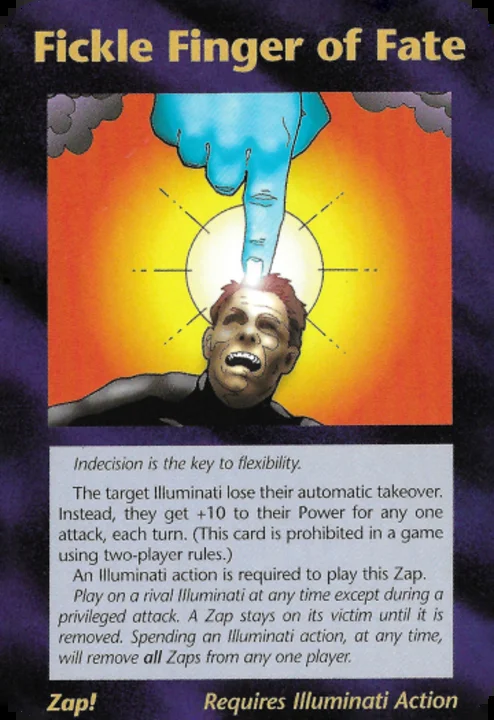 Fickle Finger of Fate
Indecision is the key to flexibility.
The target Illuminati lose their automatic takeover.
Instead, they get +10 to their Power for any one
attack, each turn. (This card is prohibited in a game
using two-player rules.)
An Illuminati action is required to play this Zap.
Play on a rival Illuminati at any time except during a
privileged attack. A Zap stays on its victim until it is
removed. Spending an Illuminati action, at any time,
will remove all Zaps from any one player.
Zap! Requires Illuminati Action